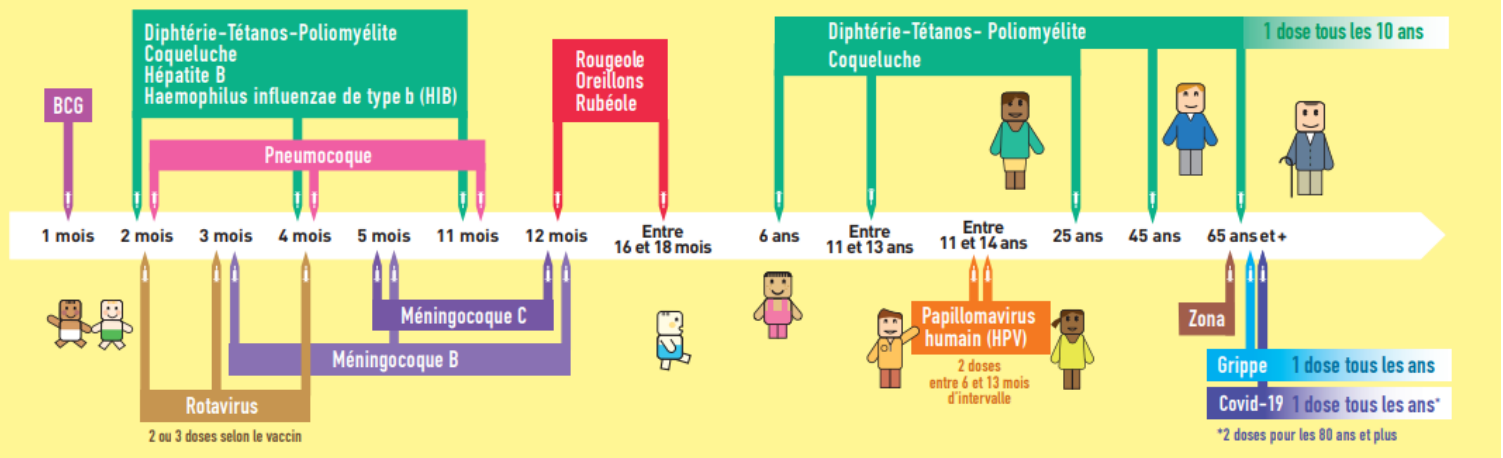 BCG
Diphtérie-Tétanos-Poliomyélite
Coqueluche
Hépatite B
Haemophilus influenzae de type b (HIB)
Pneumocoque
Rougeole
Oreillons
Rubéole
Diphtérie-Tétanos- Poliomyélite
Coqueluche
1 dose tous les 10 ans
1 mois
2 mois
3 mois
4 mois
5 mois
11 mois
12 mois
Entre
16 et 18 mois
6 ans
Entre
11 et 13 ans
Entre
11 et 14 ans
25 ans
45 ans
65 ans et +
Méningocoque C
Méningocoque B
Rotavirus
2 ou 3 doses selon le vaccin
Papillomavirus
humain (HPV)
2 doses
entre 6 et 13 mois
d'intervalle
Zona
Grippe 1 dose tous les ans
Covid-19 1 dose tous les ans*
*2 doses pour les 80 ans et plus